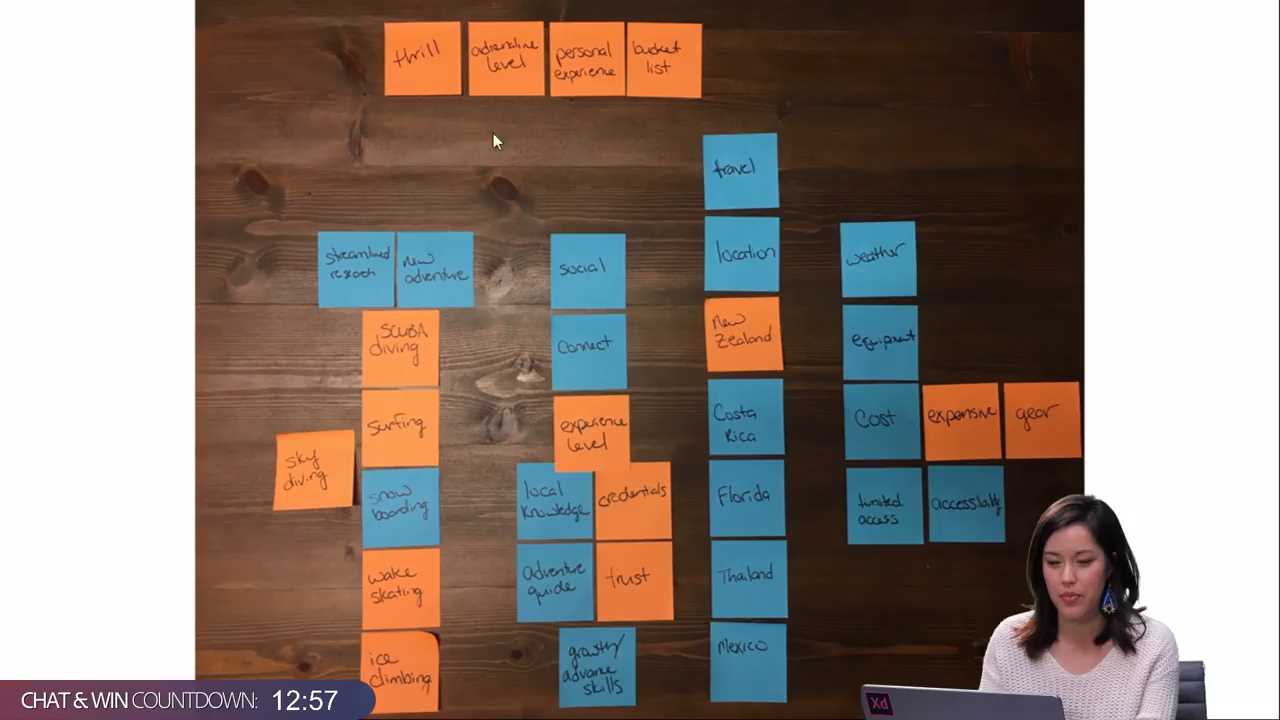 thrill
adrenaline
level
personal
experience
bucket
list
travel
streamlined
research
new
adventure
social
location
weather
SCUBA
diving
Connect
New
Zealand
equipment
Surfing
experience
level
Costa
Rica
Cost
expensive
gear
sky
diving
snow
boarding
local
Knowledge
credentials
Florida
limited
access
accessibility
wake
skating
adventure
guide
trust
Thailand
ice
climbing
growth/
advance
skills
Mexico
Xd
CHAT & WIN COUNTDOWN: 12:57